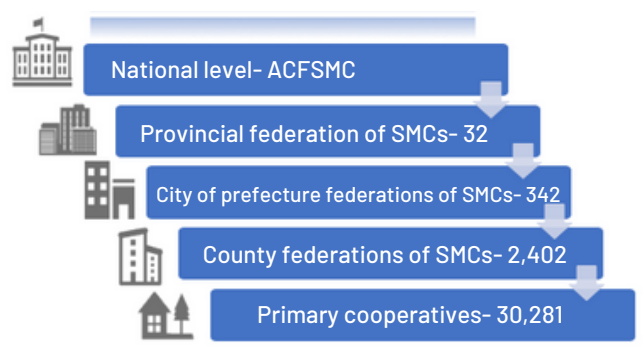 National level- ACFSMC
Provincial federation of SMCs- 32
City of prefecture federations of SMCs- 342
County federations of SMCs- 2,402
Primary cooperatives- 30,281